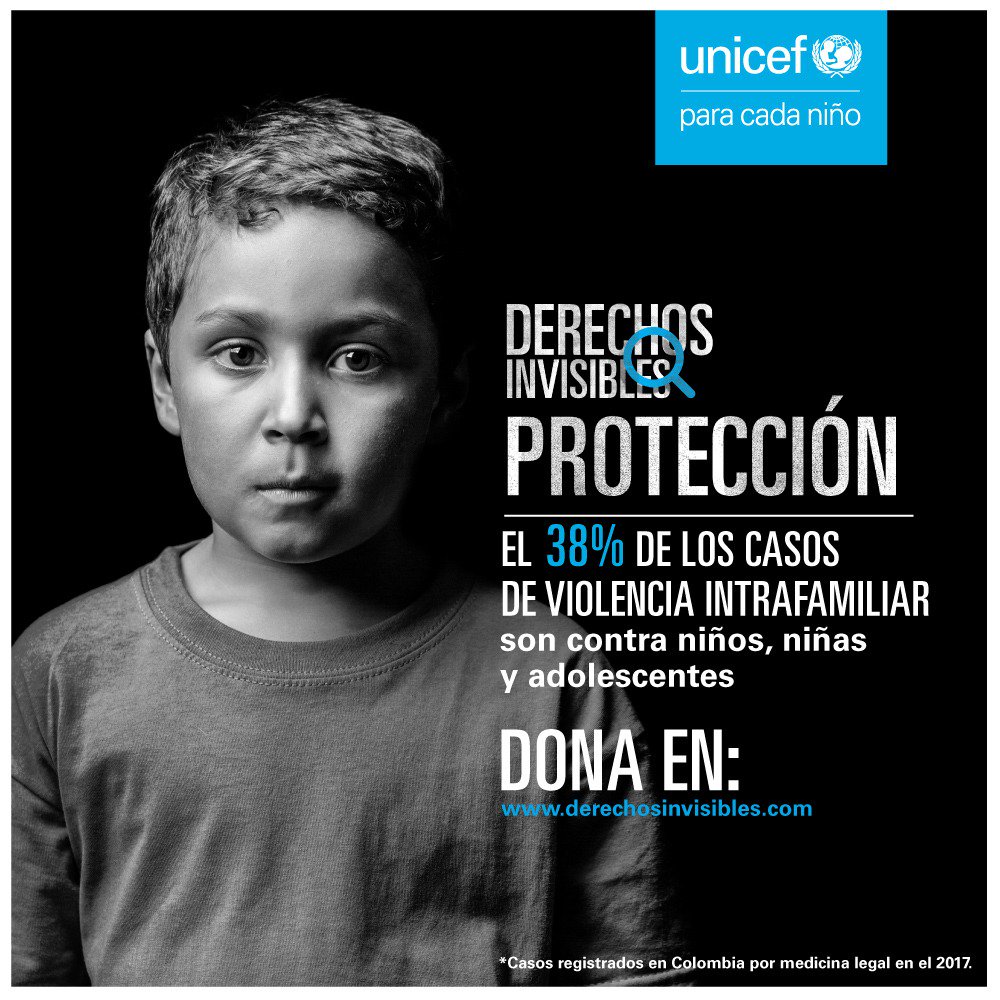 unicef
para cada niño
DERECHOS
INVISIBLES
PROTECCIÓN
EL 38% DE LOS CASOS
DE VIOLENCIA INTRAFAMILIAR
son contra niños, niñas
y adolescentes
DONA EN:
www.derechosinvisibles.com
*Casos registrados en Colombia por medicina legal en el 2017.